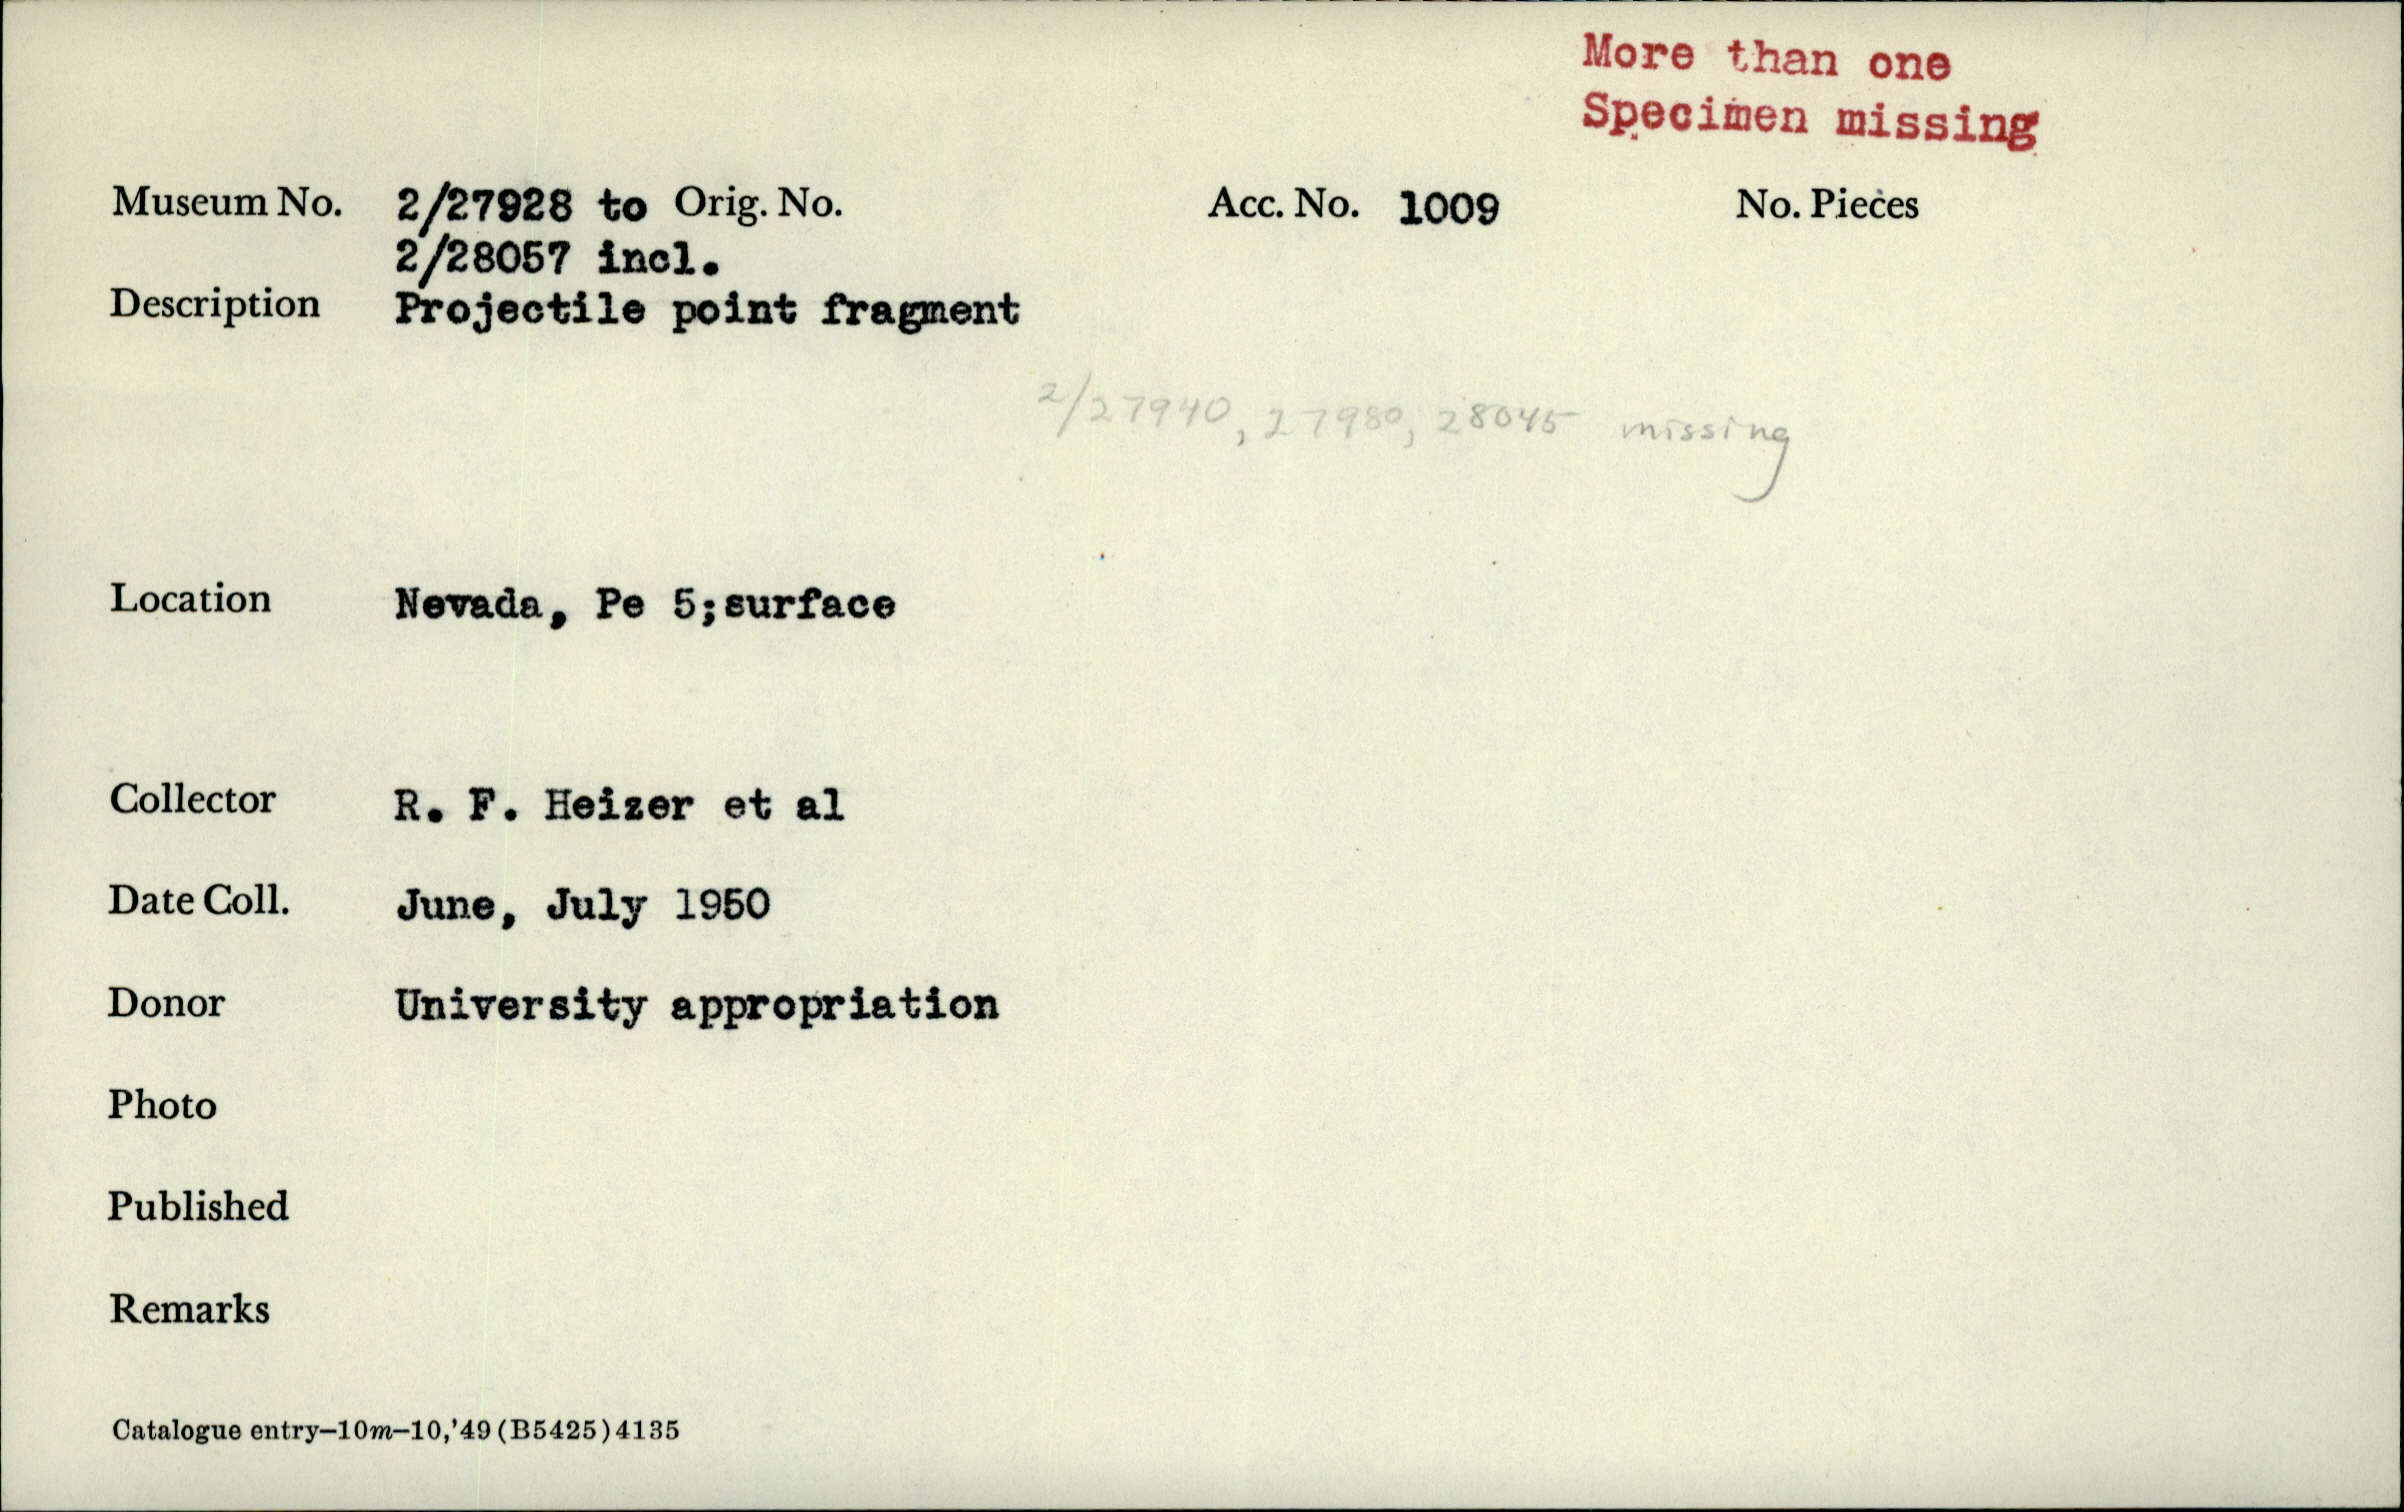 More than one
Specimen missing
Museum No. 2/27928 to Orig. No. Acc. No. 1009 No. Pieces
2/28057 incl.
Description Projectile point fragment
2/27940, 27980, 28045 missing
Location Nevada, Pe 5;surface
Collector R. F. Heizer et al
Date Coll. June, July 1950
Donor University appropriation
Photo
Published
Remarks
Catalogue entry—10m—10,'49(B5425)4135